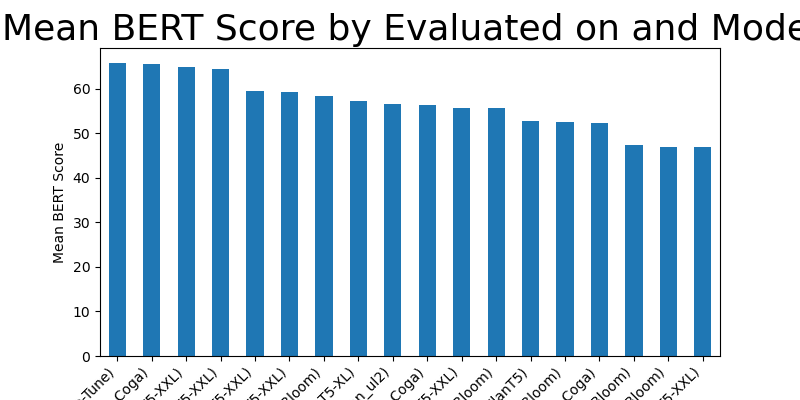 Mean BERT Score by Evaluated on and Mode
Mean BERT Score
60
50
40
30
20
10
0
-Tune)
Coga)
5-XXL)
5-XXL)
5-XXL)
5-XXL)
Bloom)
T5-XL)
n_ul2)
Coga)
5-XXL)
Bloom)
lanT5)
Bloom)
Coga)
Bloom)
Bloom)
5-XXL)